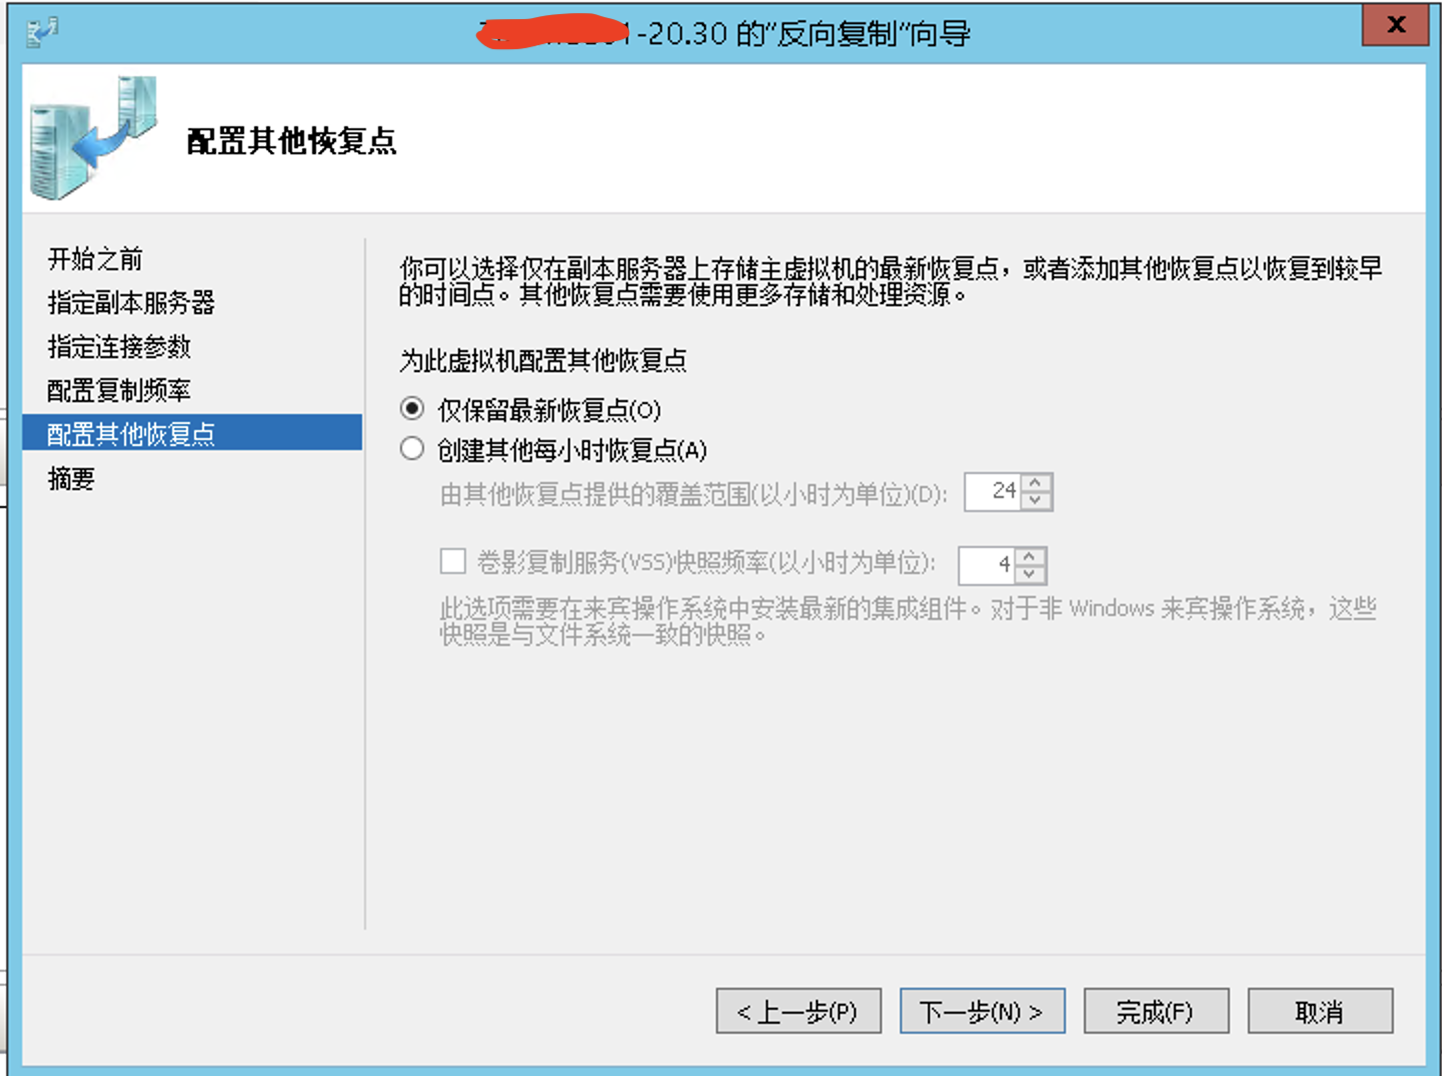 -20.30 的“反向复制”向导
X
配置其他恢复点
开始之前
指定副本服务器
指定连接参数
配置复制频率
配置其他恢复点
摘要
你可以选择仅在副本服务器上存储主虚拟机的最新恢复点，或者添加其他恢复点以恢复到较早
的时间点。其他恢复点需要使用更多存储和处理资源。
为此虚拟机配置其他恢复点
仅保留最新恢复点(O)
创建其他每小时恢复点(A)
由其他恢复点提供的覆盖范围(以小时为单位)(D): 24
卷影复制服务(VSS)快照频率(以小时为单位): 4
此选项需要在来宾操作系统中安装最新的集成组件。对于非 Windows 来宾操作系统，这些
快照是与文件系统一致的快照。
< 上一步(P) 下一步(N) > 完成(F) 取消